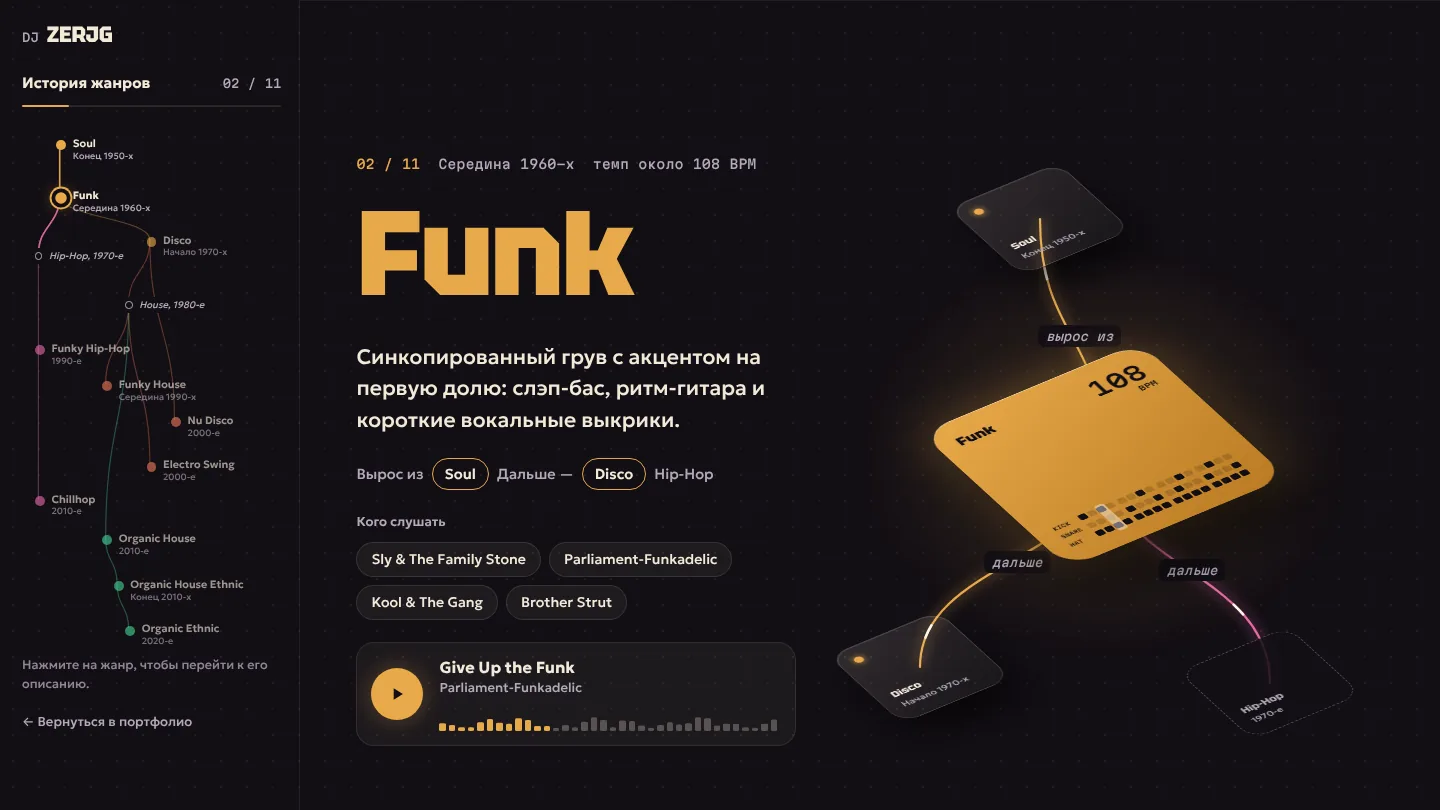 DJ ZERJG
История жанров 02 / 11
Soul
Конец 1950-х
Funk
Середина 1960-х
Disco
Начало 1970-х
Hip-Hop, 1970-е
House, 1980-е
Funky Hip-Hop
1990-е
Funky House
Середина 1990-х
Nu Disco
2000-е
Electro Swing
2000-е
Chillhop
2010-е
Organic House
2010-е
Organic House Ethnic
Конец 2010-х
Organic Ethnic
2020-е
Нажмите на жанр, чтобы перейти к его
описанию.
← Вернуться в портфолио
02 / 11 Середина 1960-х темп около 108 BPM
Funk
Синкопированный грув с акцентом на
первую долю: слэп-бас, ритм-гитара и
короткие вокальные выкрики.
Вырос из Soul Дальше — Disco Hip-Hop
Кого слушать
Sly & The Family Stone Parliament-Funkadelic
Kool & The Gang Brother Strut
Give Up the Funk
Parliament-Funkadelic
Soul
Конец 1950-х
вырос из
108
BPM
Funk
KICK
SNARE
HAT
дальше
дальше
Disco
Начало 1970-х
Hip-Hop
1970-е